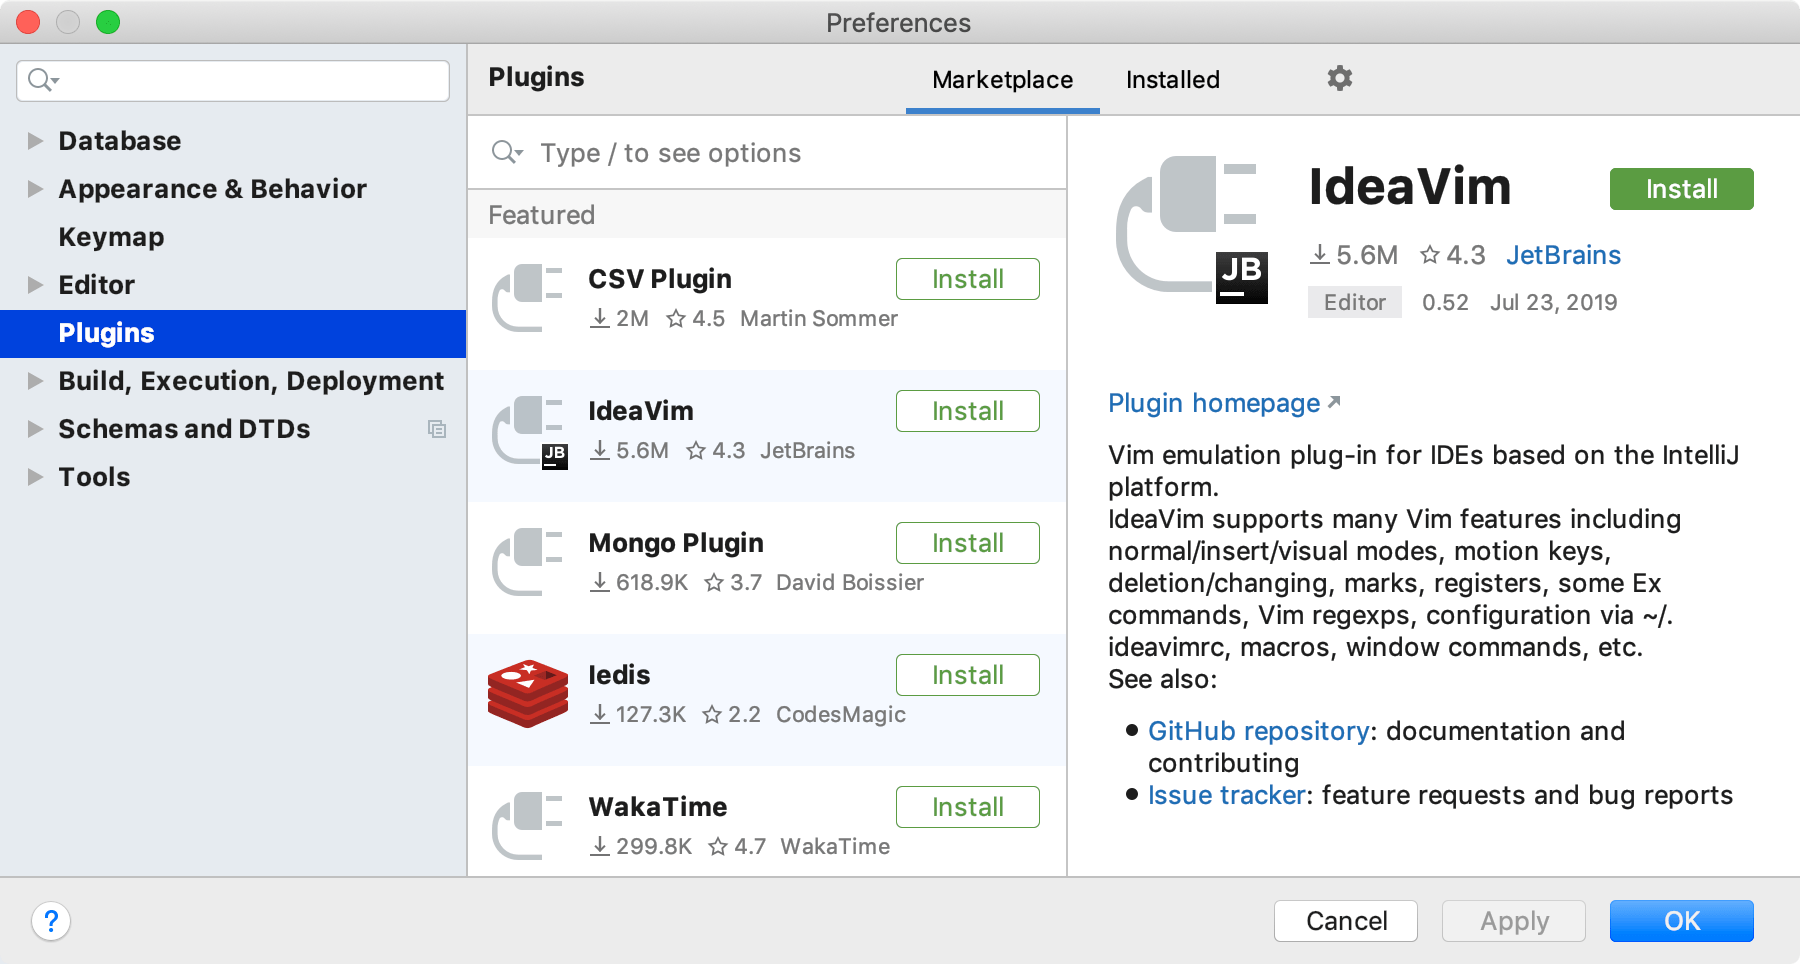 Preferences
Database
Appearance & Behavior
Keymap
Editor
Plugins
Build, Execution, Deployment
Schemas and DTDs
Tools
Plugins
Marketplace
Installed
Type / to see options
Featured
CSV Plugin
Install
2M 4.5 Martin Sommer
IdeaVim
Install
JB
5.6M 4.3 JetBrains
Mongo Plugin
Install
618.9K 3.7 David Boissier
Iedis
Install
127.3K 2.2 CodesMagic
WakaTime
Install
299.8K 4.7 WakaTime
IdeaVim
Install
5.6M 4.3 JetBrains
JB
Editor 0.52 Jul 23, 2019
Plugin homepage
Vim emulation plug-in for IDEs based on the IntelliJ
platform.
IdeaVim supports many Vim features including
normal/insert/visual modes, motion keys,
deletion/changing, marks, registers, some Ex
commands, Vim regexps, configuration via ~/.
ideavimrc, macros, window commands, etc.
See also:
• GitHub repository: documentation and
contributing
• Issue tracker: feature requests and bug reports
?
Cancel
Apply
OK